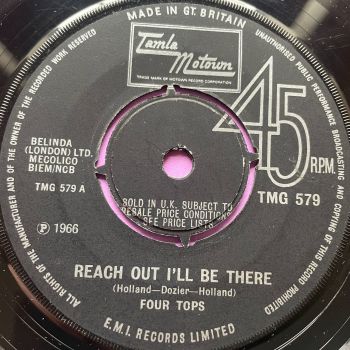 MADE IN GT. BRITAIN
ALL RIGHTS OF THE MANUFACTURER AND OF THE OWNER OF THE RECORDED WORK RESERVED
UNAUTHORISED PUBLIC PERFORMANCE BROADCASTING AND COPYING OF THIS RECORD PROHIBITED
Tamla
Motown
TRADE MARK OF MOTOWN RECORD CORPORATION
45
RPM.
BELINDA
(LONDON) LTD.
MECOLICO
BIEM/NCB
TMG 579 A
TMG 579
SOLD IN U.K. SUBJECT TO
RESALE PRICE CONDITIONS
SEE PRICE LISTS
Ⓟ 1966
REACH OUT I'LL BE THERE
(Holland-Dozier-Holland)
FOUR TOPS
E.M.I. RECORDS LIMITED